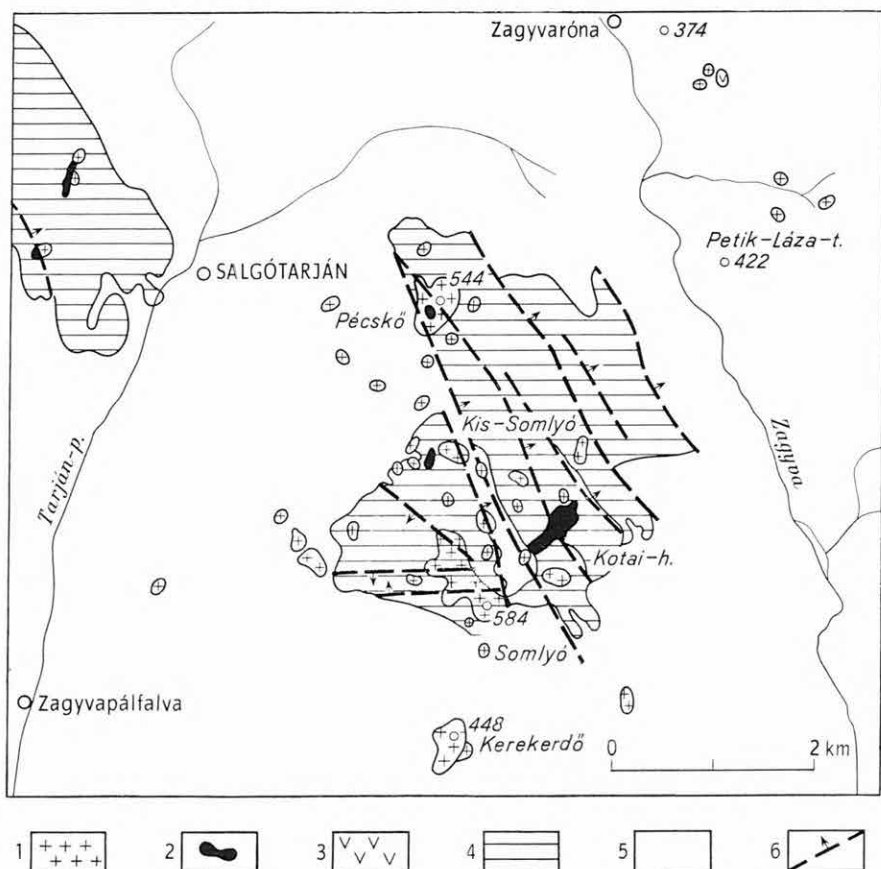 Zagyvaróna
374
Petik-Láza-t.
422
SALGÓTARJÁN
544
Pécskő
Kis-Somlyó
Tarján-p.
Zagyva
Kotai-h.
584
Somlyó
Zagyvapálfalva
448
Kerekerdő
0 2 km
1 2 3 4 5 6